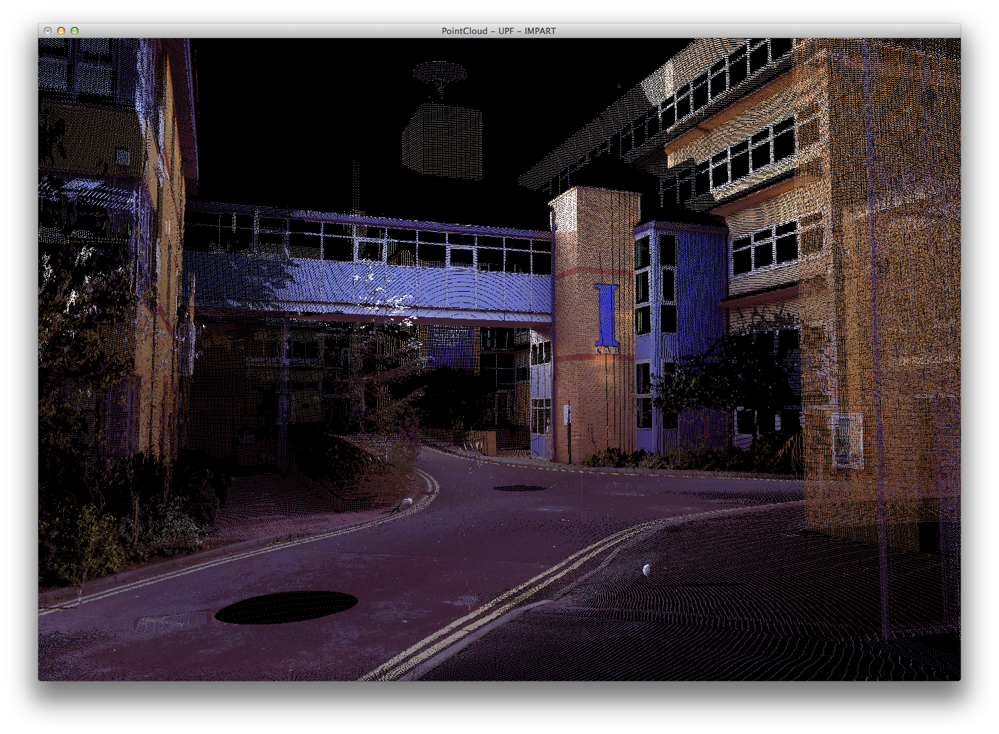 PointCloud – UPF – IMPART
I